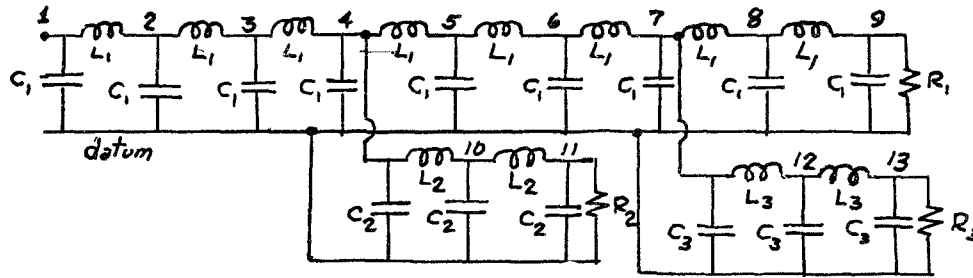 1 2 3 4 5 6 7 8 9
L1 L1 L1 L1 L1 L1 L1 L1
C1 C1 C1 C1 C1 C1 C1 C1 C1 R1
datum
10 11 12 13
L2 L2 L3 L3
C2 C2 C2 R2 C3 C3 C3 R3